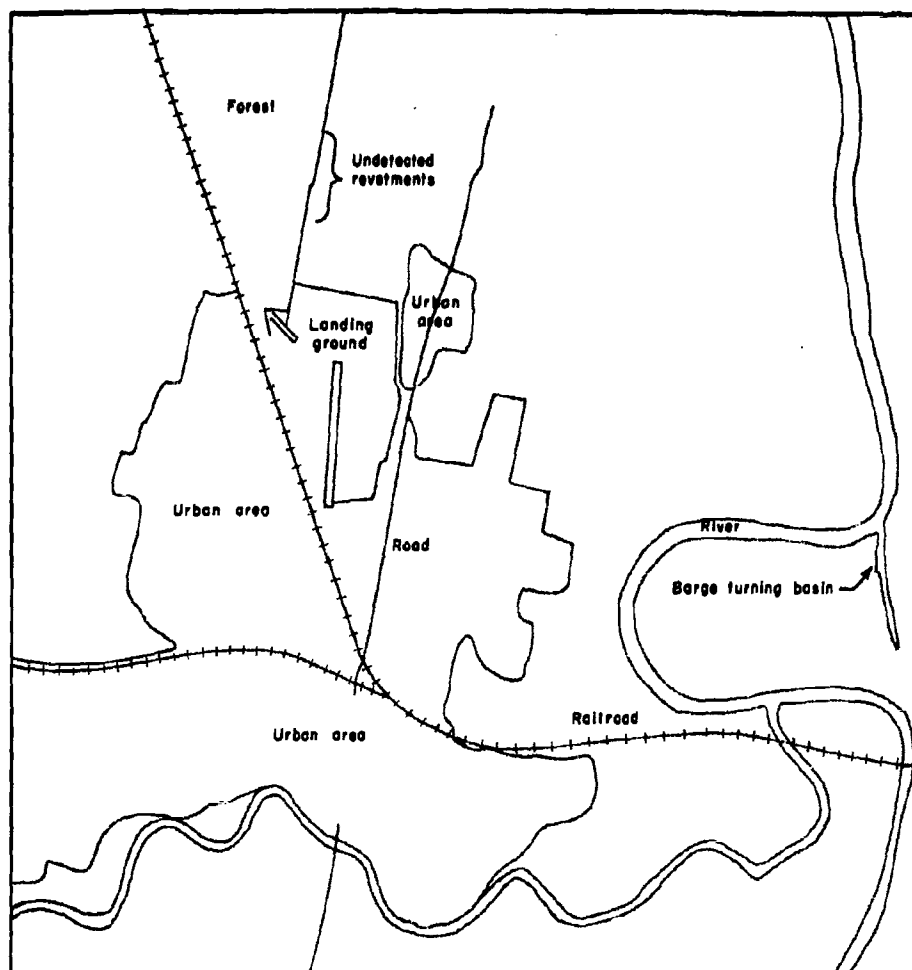 Forest
Undetected
revetments
Urban
area
Landing
ground
Urban area
Road
River
Barge turning basin
Railroad
Urban area